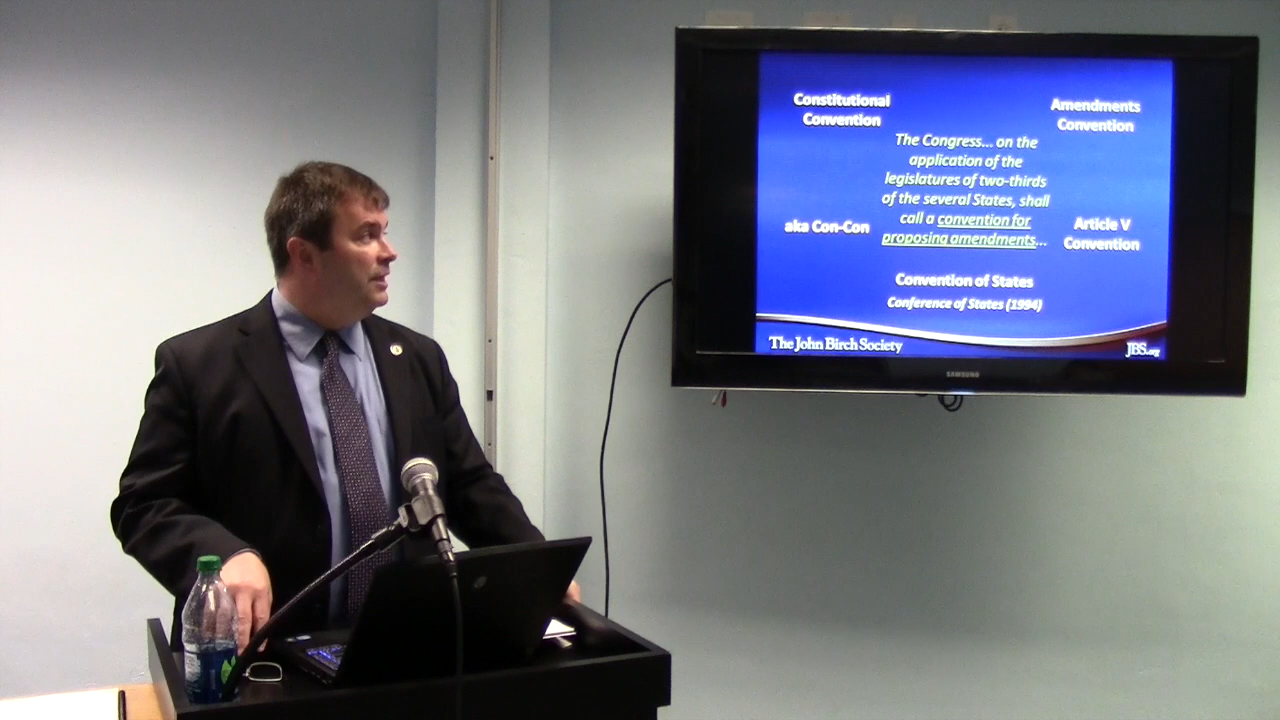 Constitutional
Convention
Amendments
Convention
The Congress... on the
application of the
legislatures of two-thirds
of the several States, shall
call a convention for
proposing amendments...
aka Con-Con
Article V
Convention
Convention of States
Conference of States (1994)
The John Birch Society
JBS.org
SAMSUNG